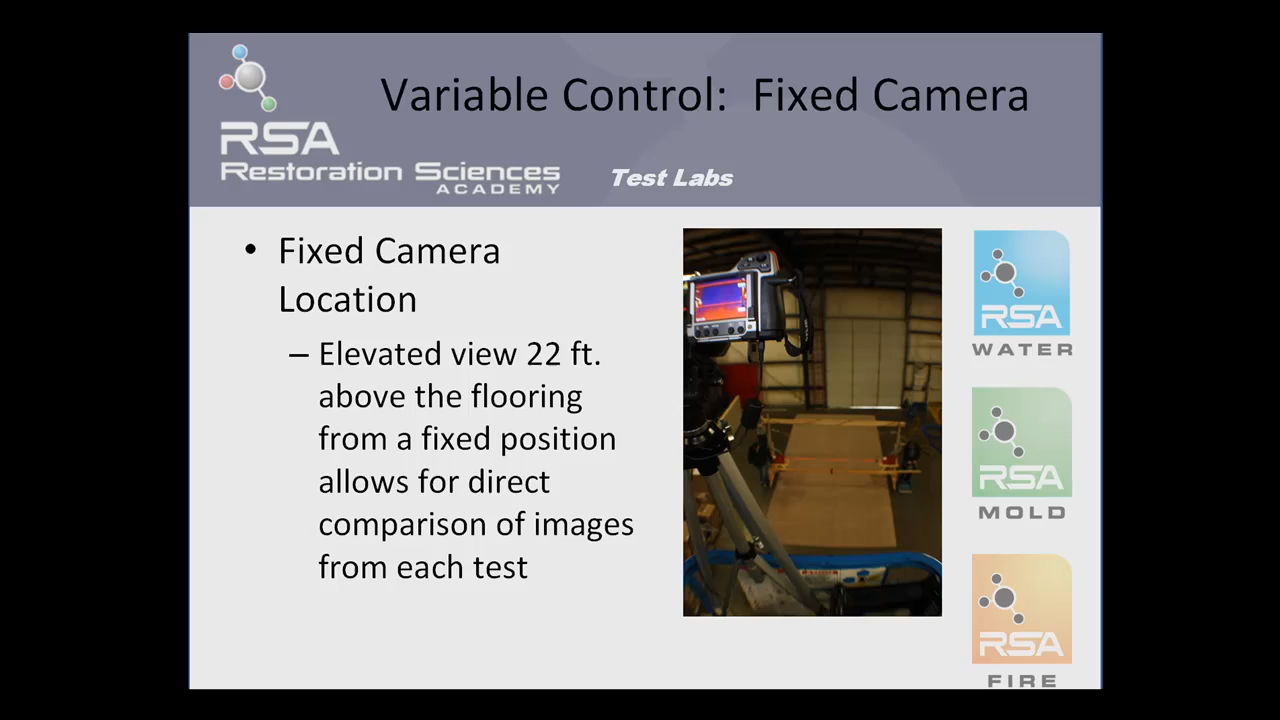 Variable Control:  Fixed Camera
RSA
Restoration Sciences
ACADEMY
Test Labs
• Fixed Camera
Location
– Elevated view 22 ft.
above the flooring
from a fixed position
allows for direct
comparison of images
from each test
RSA
WATER
RSA
MOLD
RSA
FIRE